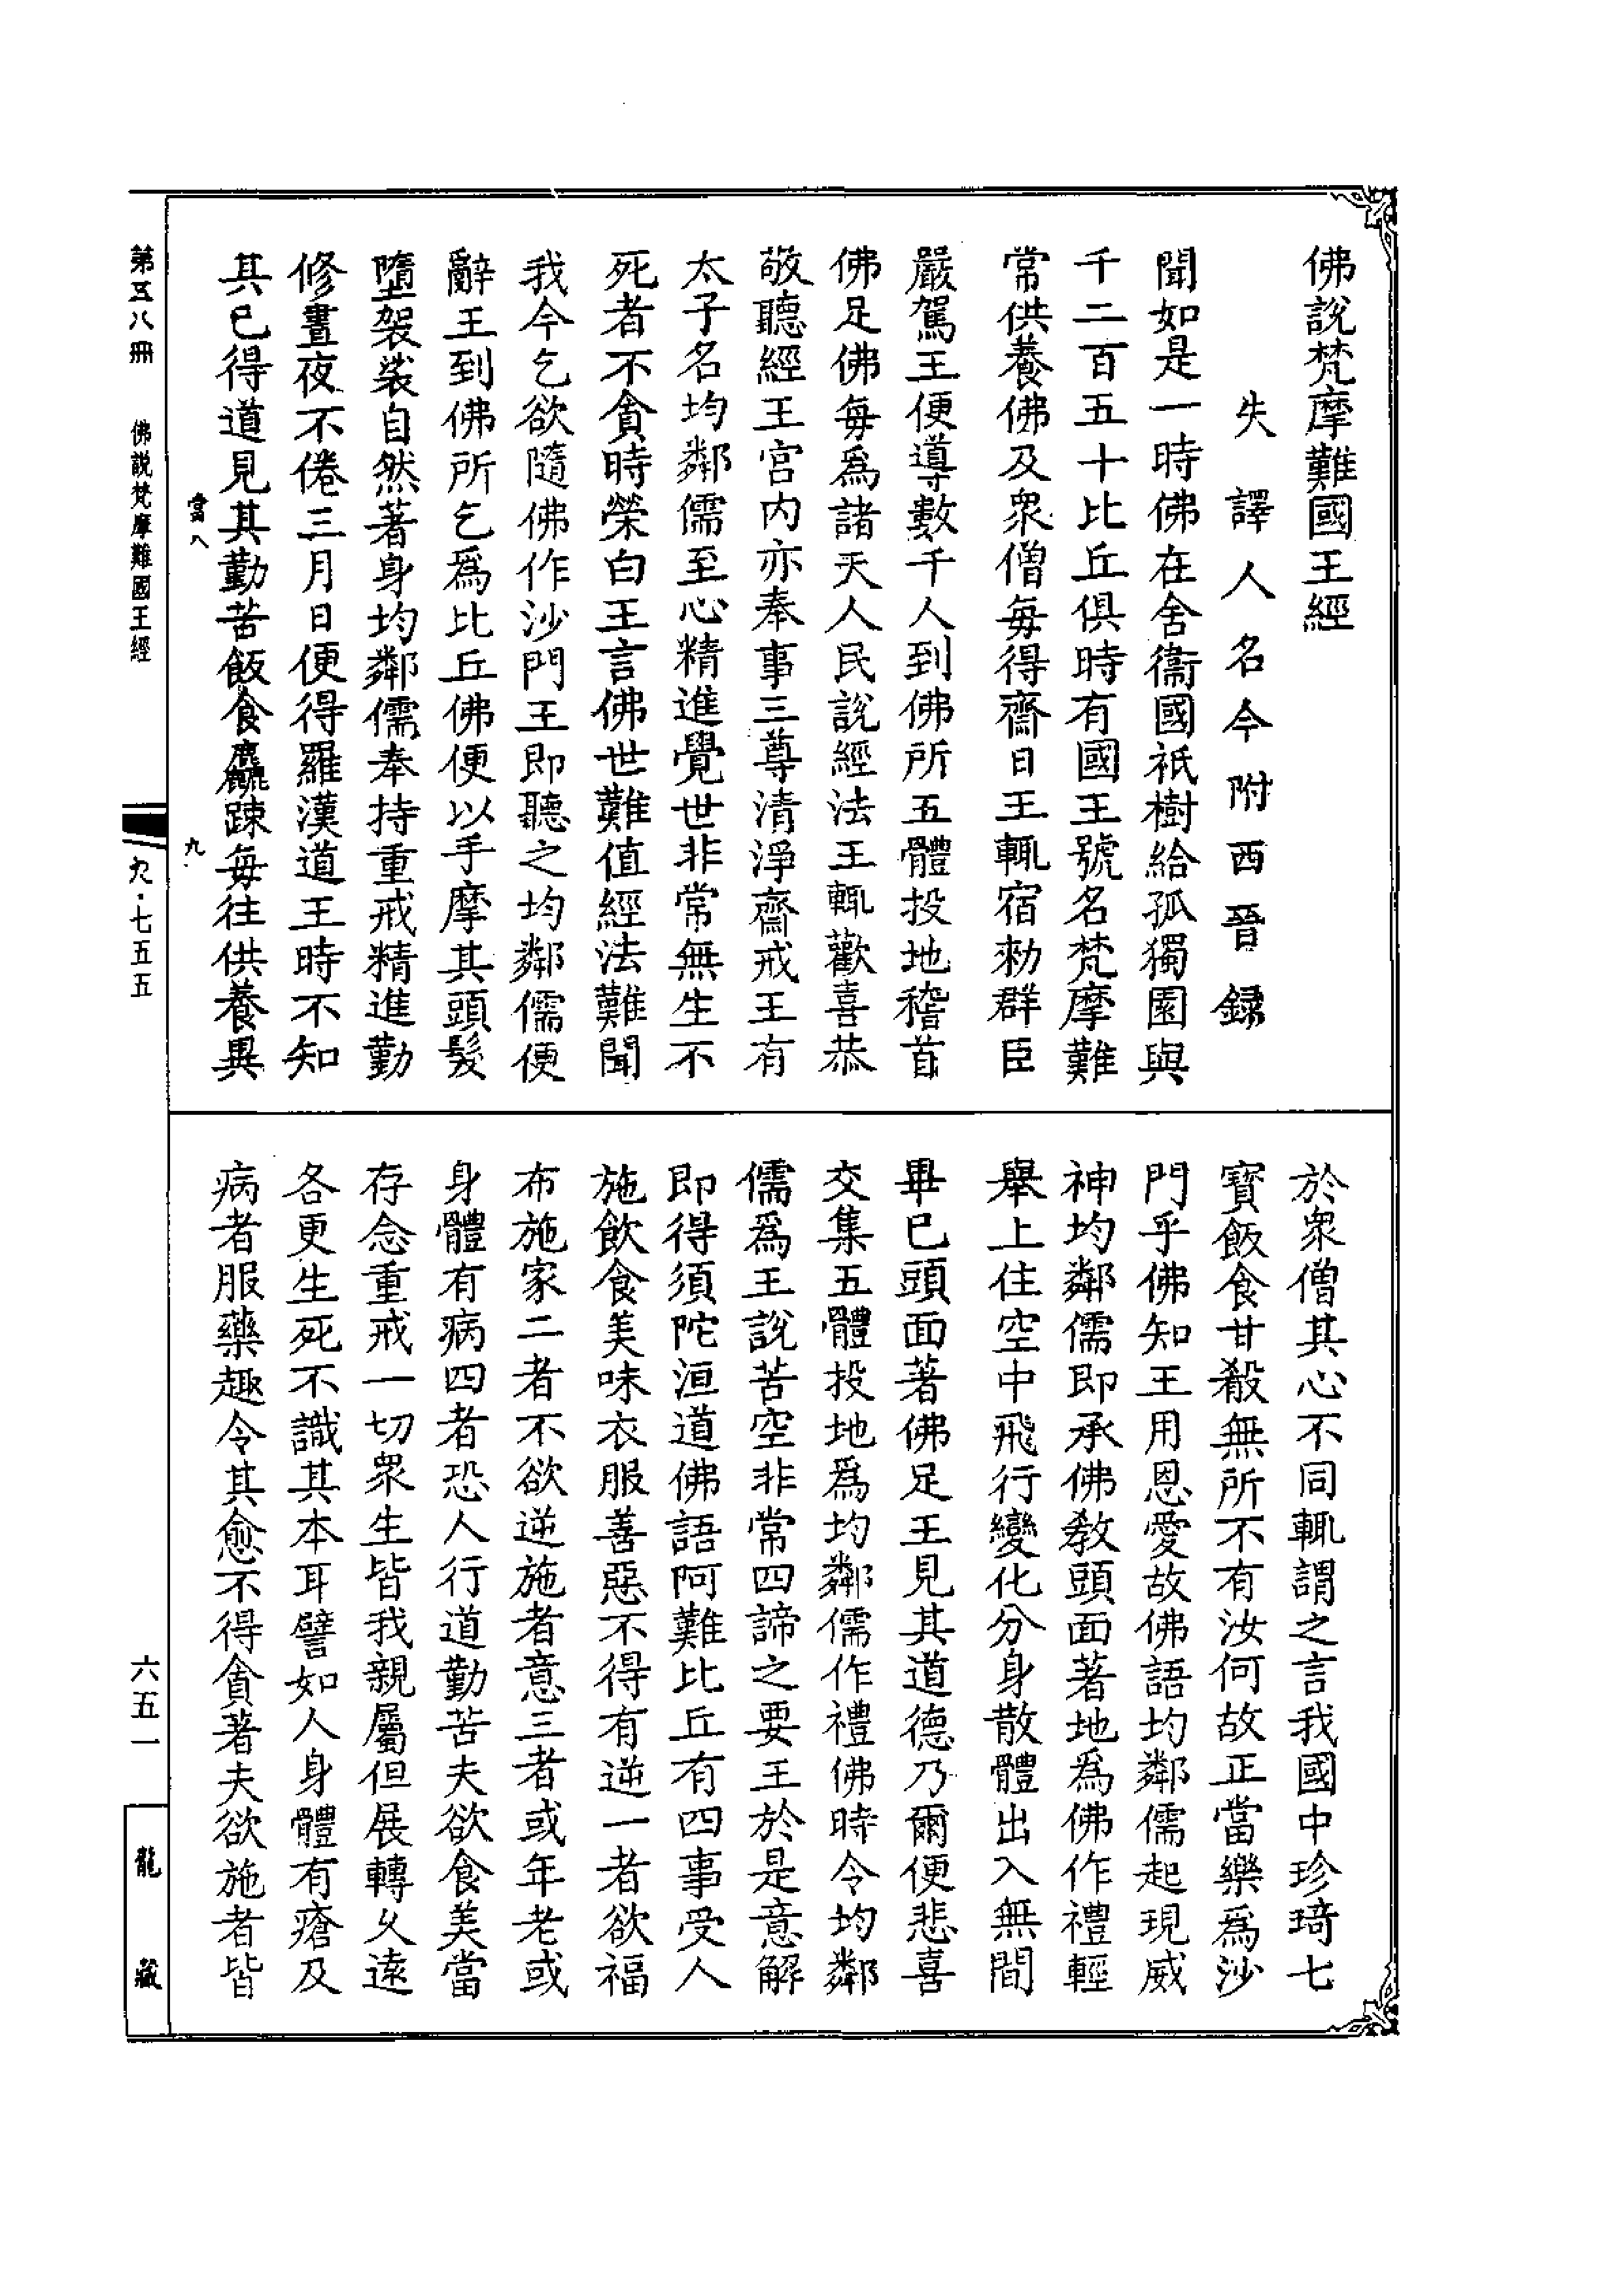 佛說梵摩難國王經
失譯人名今附西晉錄
聞如是一時佛在舍衞國祇樹給孤獨園與
千二百五十比丘俱時有國王號名梵摩難
常供養佛及衆僧每得齋日王輒宿勑群臣
嚴駕王便導數千人到佛所五體投地稽首
佛足佛每爲諸天人民說經法王輒歡喜恭
敬聽經王宮内亦奉事三尊清淨齋戒王有
太子名均鄰儒至心精進覺世非常無生不
死者不貪時榮白王言佛世難值經法難聞
我今乞欲隨佛作沙門王即聽之均鄰儒便
辭王到佛所乞爲比丘佛便以手摩其頭髮
墮袈裟自然著身均鄰儒奉持重戒精進勤
修晝夜不倦三月日便得羅漢道王時不知
其已得道見其勤苦飯食麤踈每往供養異
於衆僧其心不同輒謂之言我國中珍琦七
寶飯食甘殽無所不有汝何故正當樂爲沙
門乎佛知王用恩愛故佛語均鄰儒起現威
神均鄰儒即承佛敎頭面著地爲佛作禮輕
舉上住空中飛行變化分身散體出入無間
畢已頭面著佛足王見其道德乃爾便悲喜
交集五體投地爲均鄰儒作禮佛時令均鄰
儒爲王說苦空非常四諦之要王於是意解
即得須陀洹道佛語阿難比丘有四事受人
施飲食美味衣服善惡不得有逆一者欲福
布施家二者不欲逆施者意三者或年老或
身體有病四者恐人行道勤苦夫欲食美當
存念重戒一切衆生皆我親屬但展轉久遠
各更生死不識其本耳譬如人身體有瘡及
病者服藥趣令其愈不得貪著夫欲施者皆
當八
九
第五八冊
佛說梵摩難國王經
九·七五五
六五一
龍藏